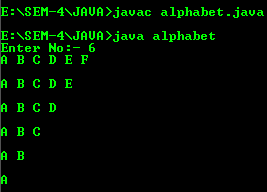 E:\SEM-4\JAVA>javac alphabet.java
E:\SEM-4\JAVA>java alphabet
Enter No:- 6
A B C D E F
A B C D E
A B C D
A B C
A B
A